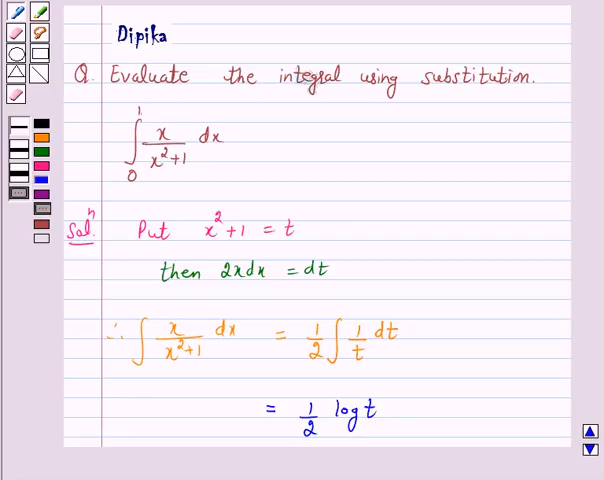 Dipika
Q. Evaluate the integral using substitution.
∫₀¹ x/(x²+1) dx
Solⁿ. Put x²+1 = t
then 2xdx = dt
∴ ∫ x/(x²+1) dx = 1/2 ∫ 1/t dt
= 1/2 log t